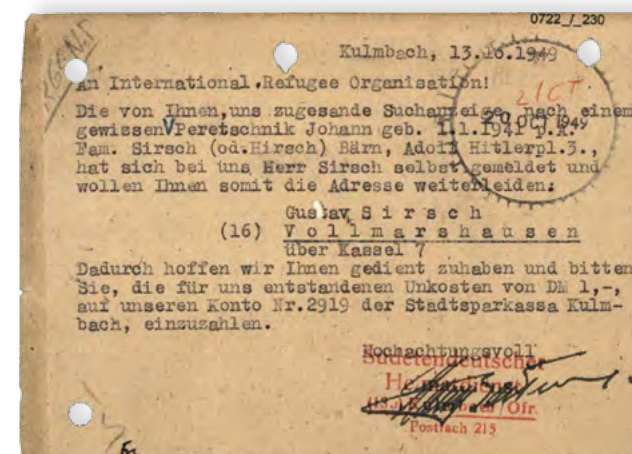 0722_/_230
Kulmbach, 13.10.1949
An International.Refugee Organisation!
Die von Ihnen,uns zugesande Suchanzeige nach einem
gewissen Peretschnik Johann geb. 1.1.1941
Fam. Sirsch (od.Hirsch) Bärn, Adolf Hitlerpl.3.,
hat sich bei uns Herr Sirsch selbst gemeldet und
wollen Ihnen somit die Adresse weiterleiden:
Gustav Sirsch
(16) Vollmarshausen
über Kassel 7
Dadurch hoffen wir Ihnen gedient zuhaben und bitten
Sie, die für uns entstandenen Unkosten von DM 1,-,
auf unseren Konto Nr.2919 der Stadtsparkassa Kulm-
bach, einzuzahlen.
Hochachtungsvoll
Sudetendeutscher
Heimatdienst
Kulmbach/Ofr.
Postfach 215
20 OCT 1949